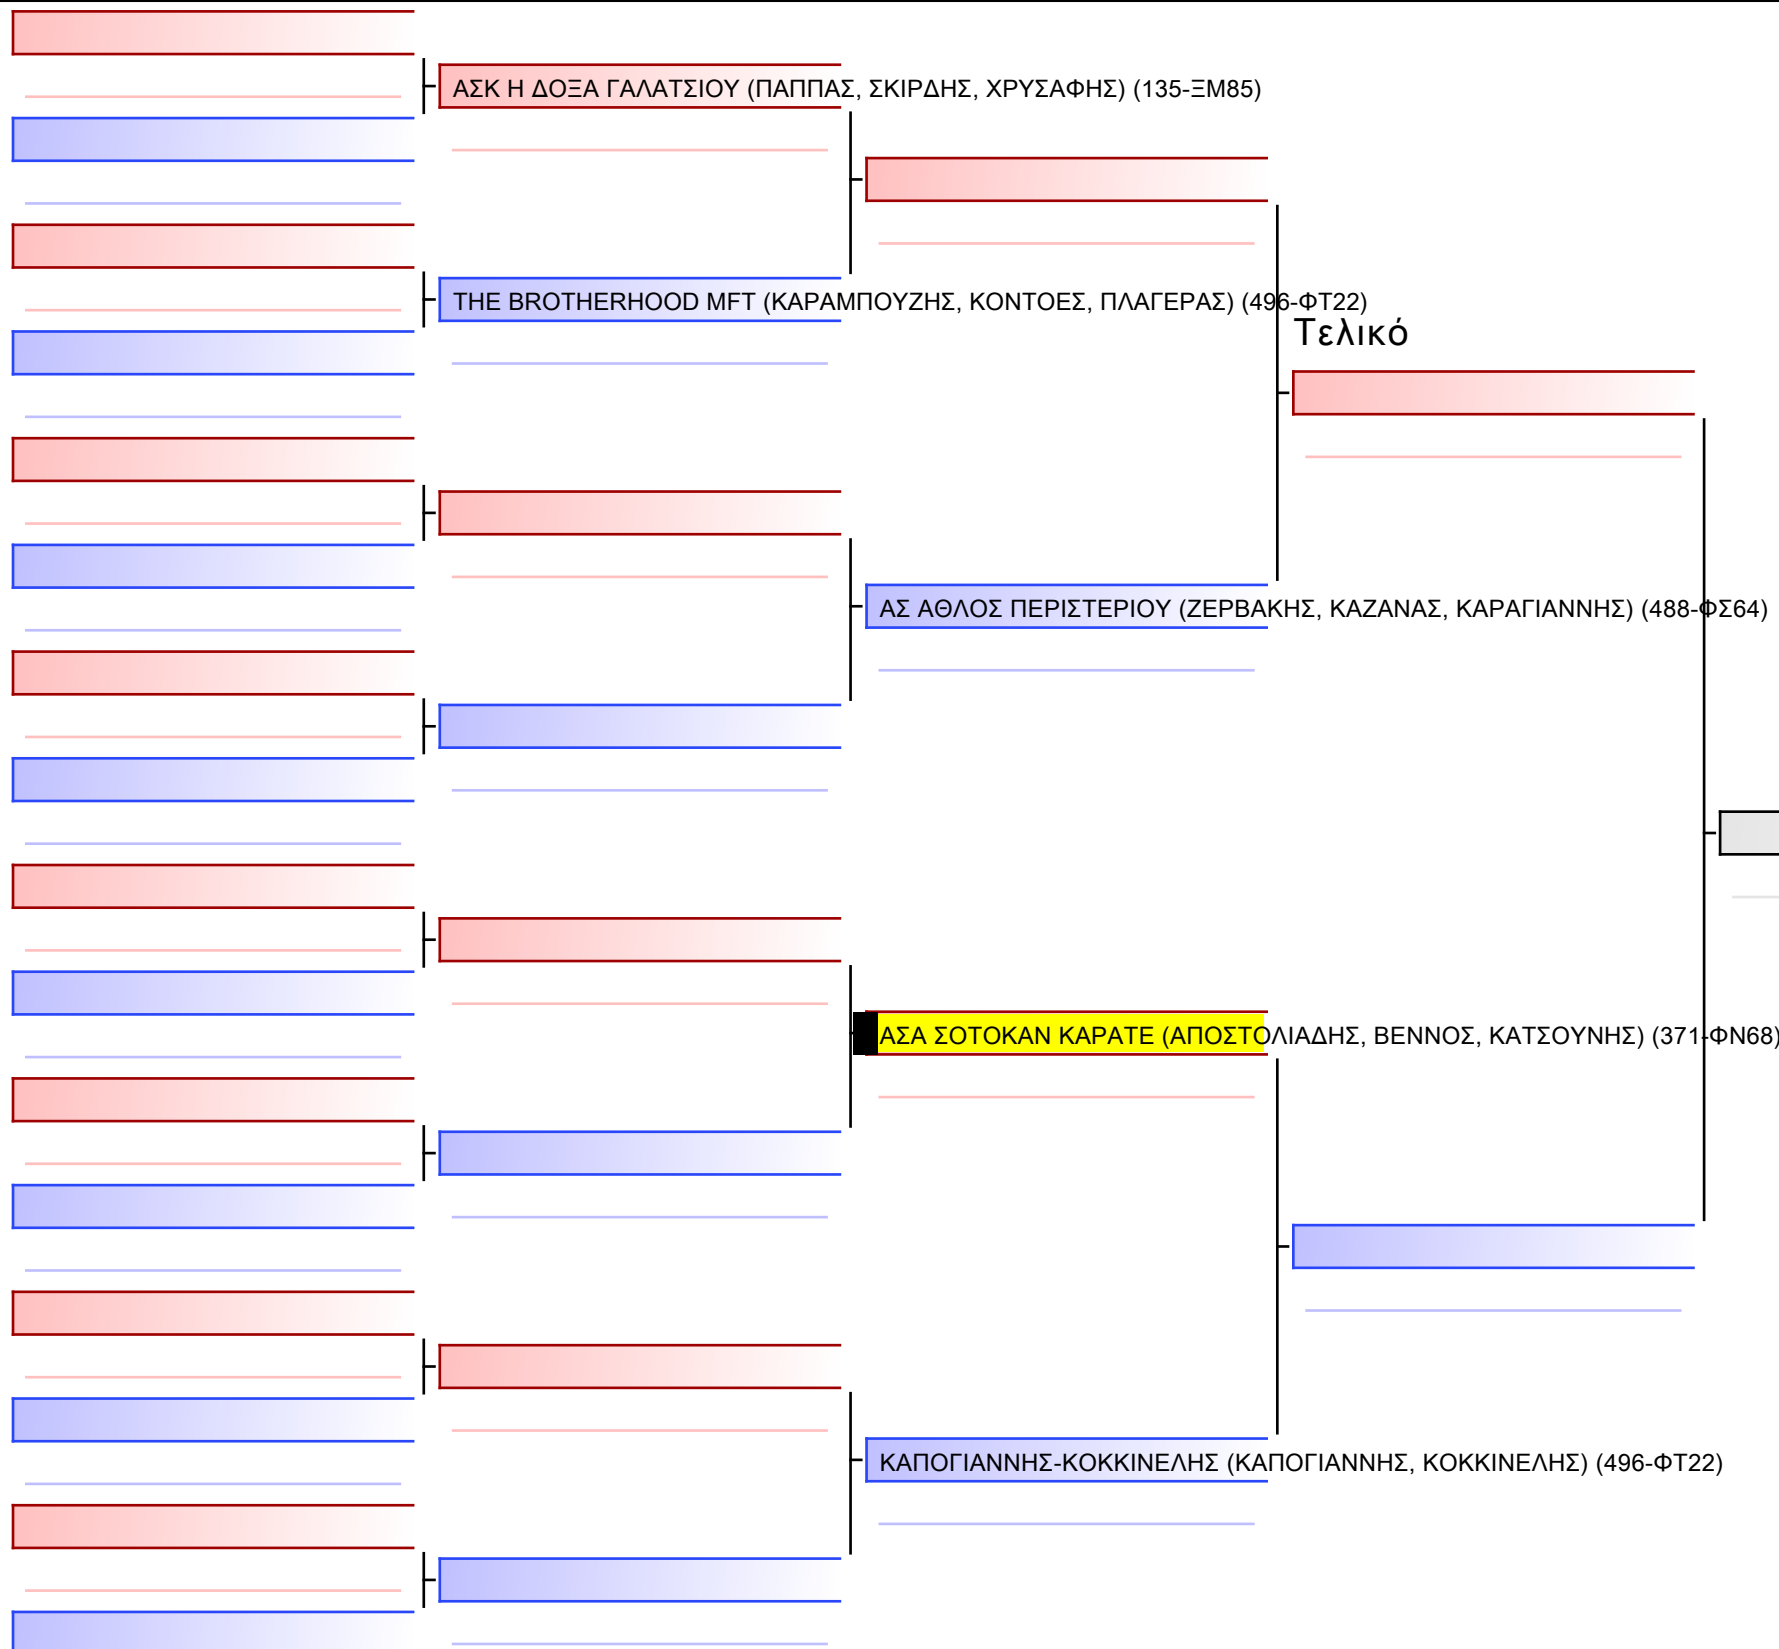 ΑΣΚ Η ΔΟΞΑ ΓΑΛΑΤΣΙΟΥ (ΠΑΠΠΑΣ, ΣΚΙΡΔΗΣ, ΧΡΥΣΑΦΗΣ) (135-ΞΜ85)
THE BROTHERHOOD MFT (ΚΑΡΑΜΠΟΥΖΗΣ, ΚΟΝΤΟΕΣ, ΠΛΑΓΕΡΑΣ) (496-ΦΤ22)
Τελικό
ΑΣ ΑΘΛΟΣ ΠΕΡΙΣΤΕΡΙΟΥ (ΖΕΡΒΑΚΗΣ, ΚΑΖΑΝΑΣ, ΚΑΡΑΓΙΑΝΝΗΣ) (488-ΦΣ64)
ΑΣΑ ΣΟΤΟΚΑΝ ΚΑΡΑΤΕ (ΑΠΟΣΤΟΛΙΑΔΗΣ, ΒΕΝΝΟΣ, ΚΑΤΣΟΥΝΗΣ) (371-ΦΝ68)
ΚΑΠΟΓΙΑΝΝΗΣ-ΚΟΚΚΙΝΕΛΗΣ (ΚΑΠΟΓΙΑΝΝΗΣ, ΚΟΚΚΙΝΕΛΗΣ) (496-ΦΤ22)